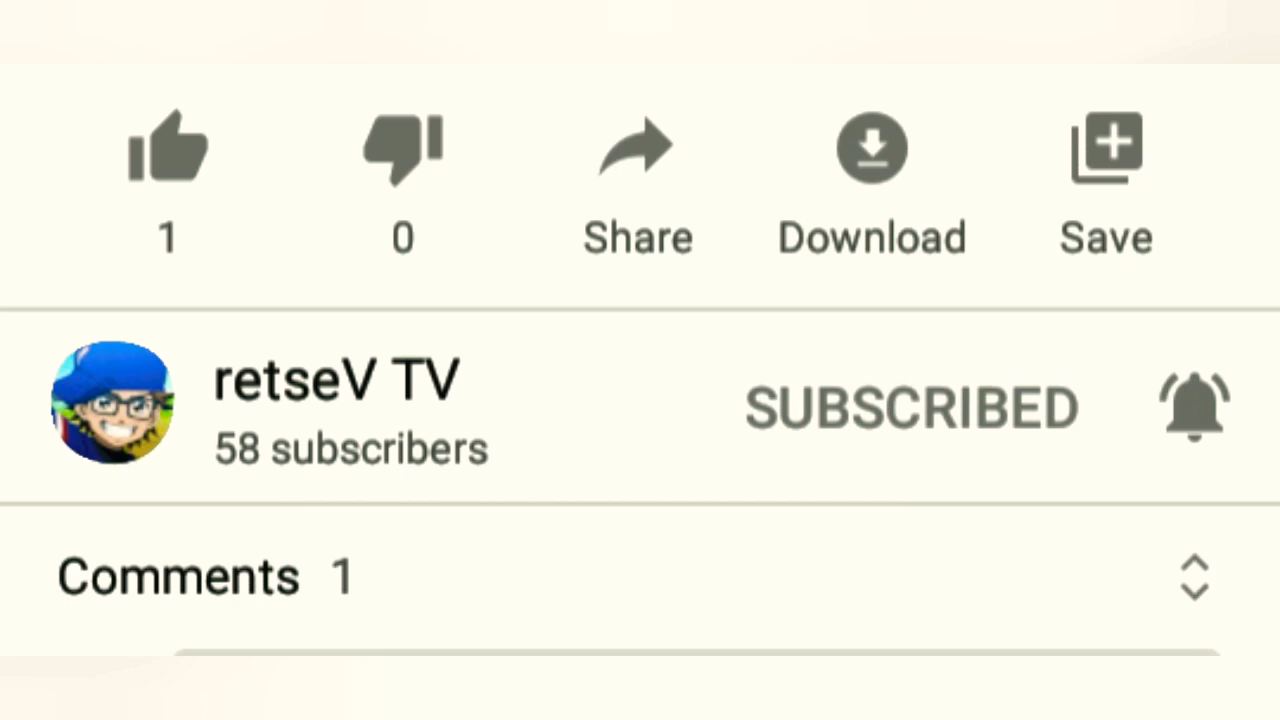 1 0 Share Download Save
retseV TV
58 subscribers
SUBSCRIBED
Comments 1